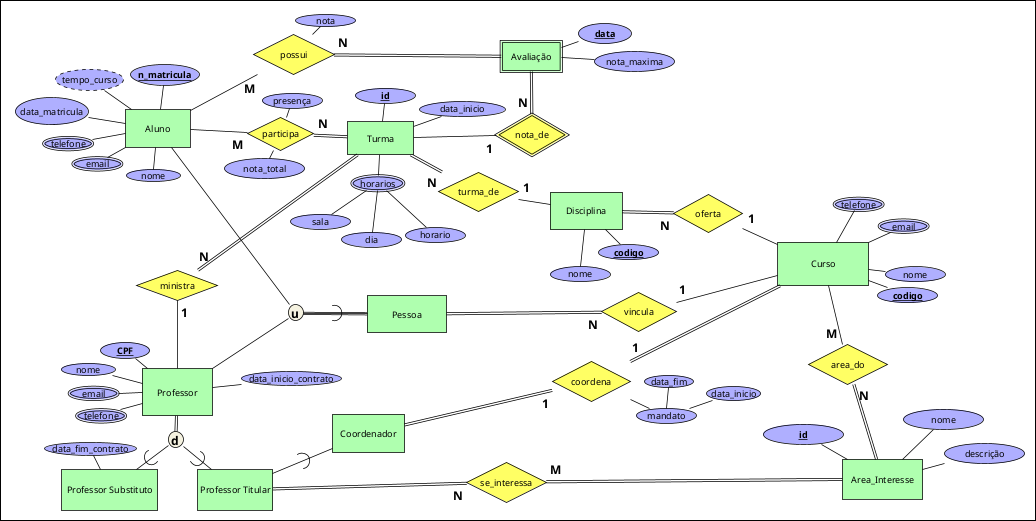 nota
possui
N
M
Avaliação
data
nota_maxima
tempo_curso
n_matricula
data_matricula
Aluno
telefone
email
nome
M
presença
participa
N
nota_total
id
data_inicio
Turma
N
nota_de
1
horarios
sala
dia
horario
N
turma_de
1
Disciplina
nome
codigo
N
oferta
1
telefone
email
Curso
nome
codigo
N
ministra
1
u
Pessoa
N
vincula
1
M
area_do
N
1
coordena
1
data_fim
data_inicio
mandato
CPF
nome
email
telefone
Professor
data_inicio_contrato
d
data_fim_contrato
Professor Substituto
Professor Titular
Coordenador
N
se_interessa
M
id
nome
descrição
Area_Interesse